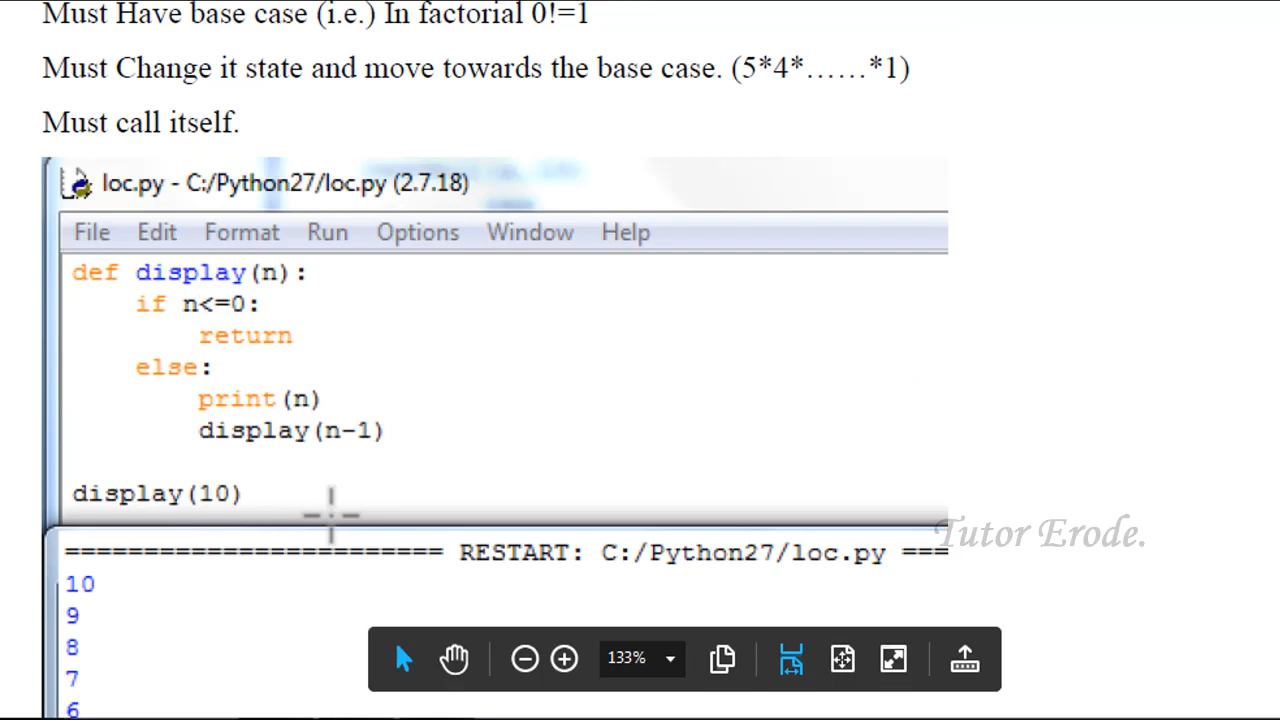 Must Have base case (i.e.) In factorial 0!=1
Must Change it state and move towards the base case. (5*4*……*1)
Must call itself.
loc.py - C:/Python27/loc.py (2.7.18)
File Edit Format Run Options Window Help
def display(n):
    if n<=0:
        return
    else:
        print(n)
        display(n-1)
display(10)
Tutor Erode.
======================== RESTART: C:/Python27/loc.py ===
10
9
8
7
6
133%